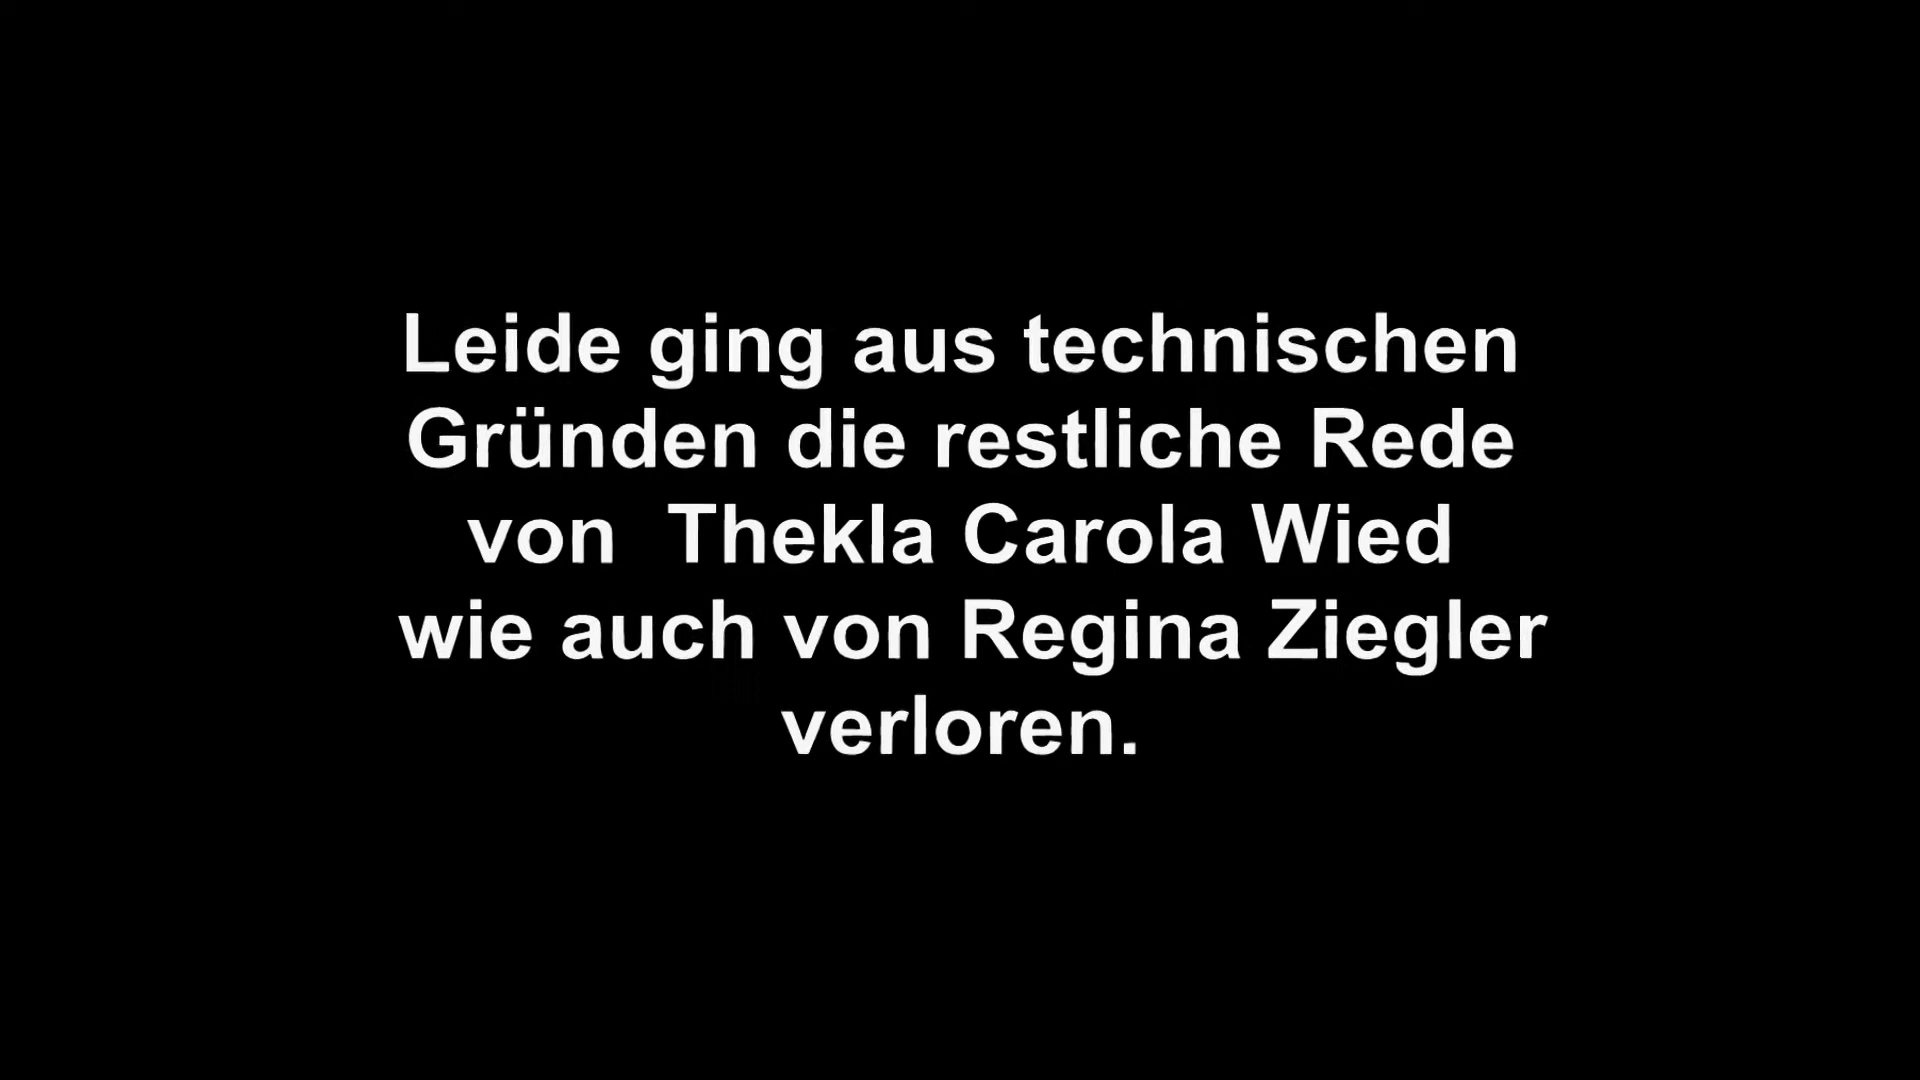 Leide ging aus technischen
Gründen die restliche Rede
von  Thekla Carola Wied
wie auch von Regina Ziegler
verloren.